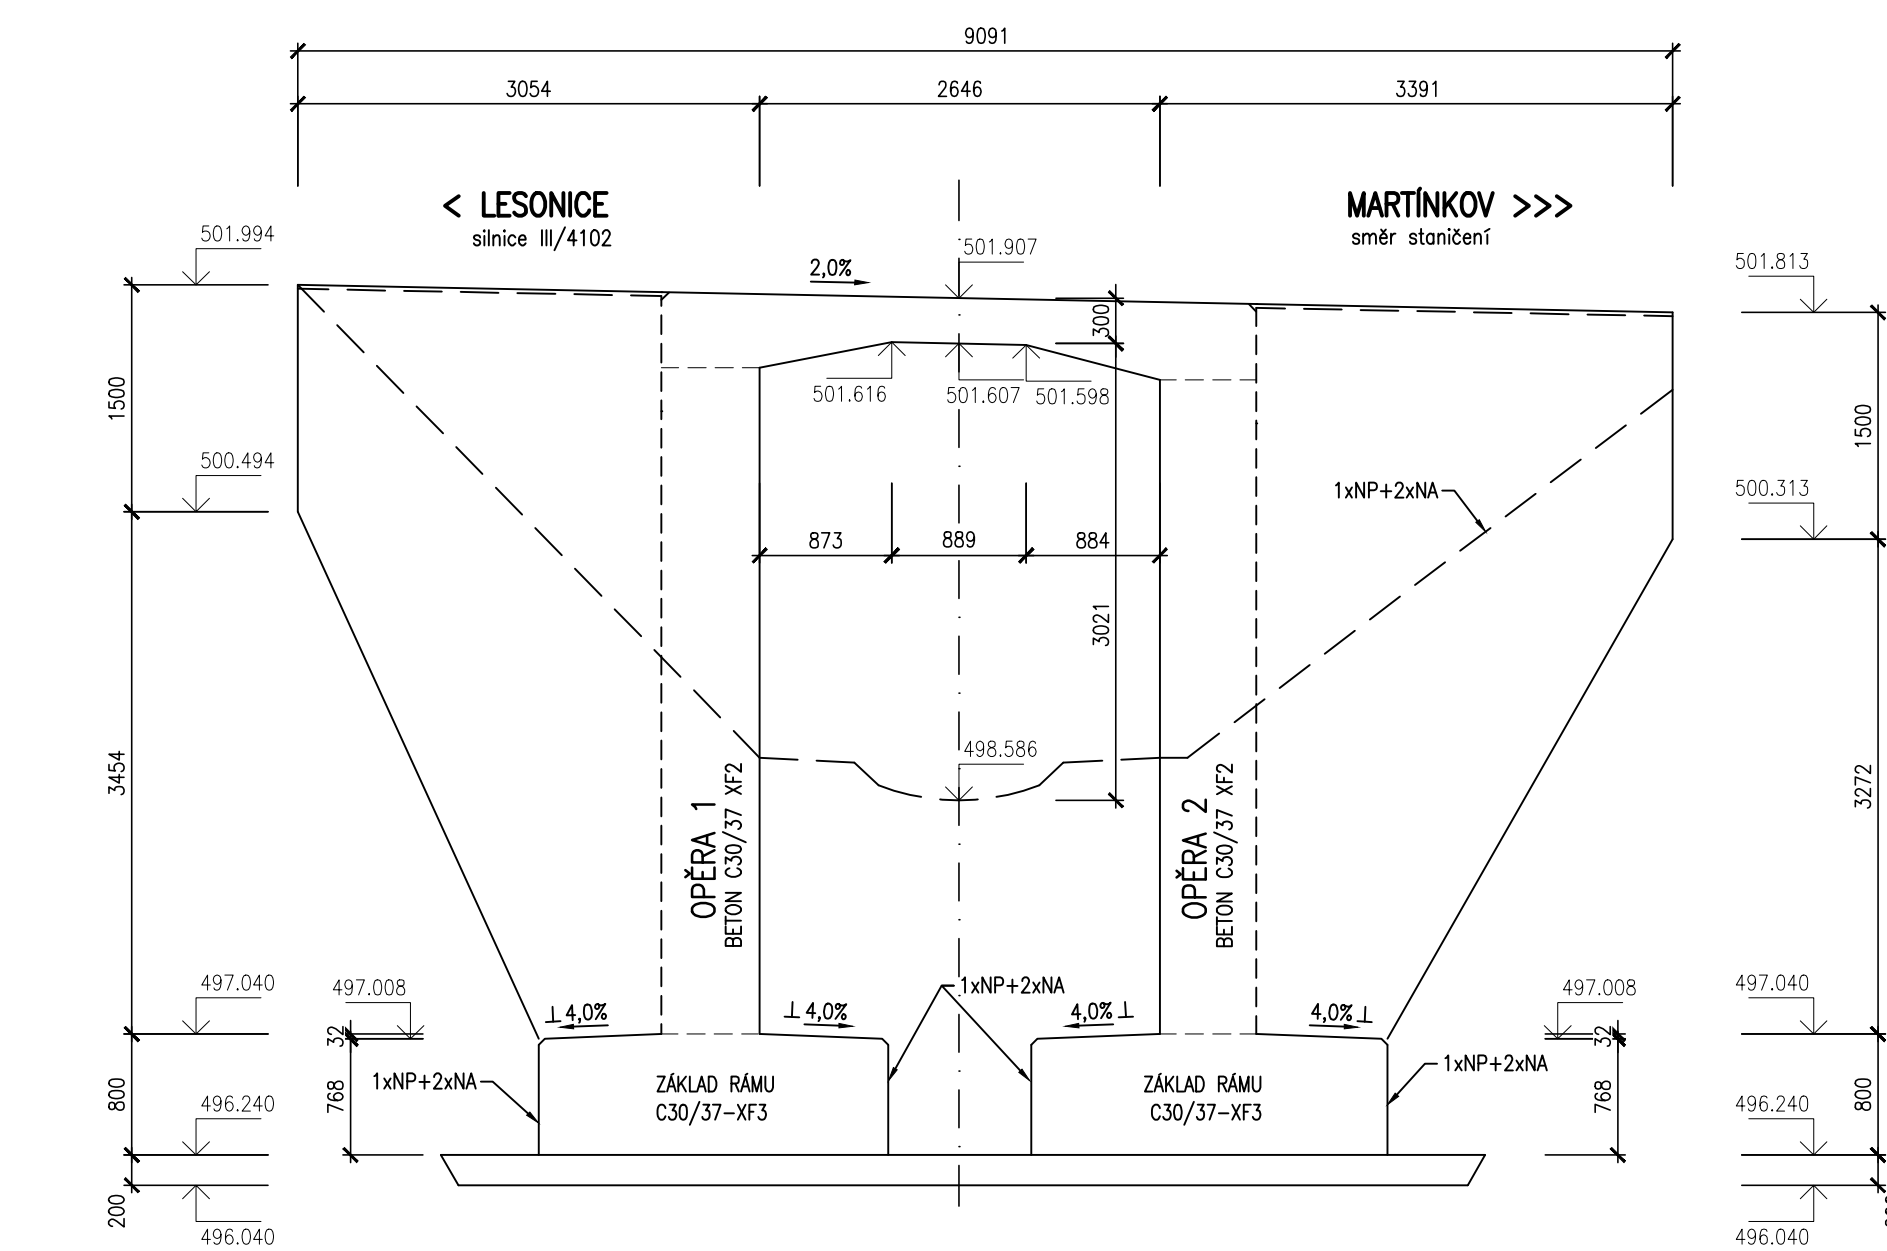 9091
3054
2646
3391
< LESONICE
silnice III/4102
MARTÍNKOV >>>
směr staničení
501.994
501.907
501.813
2,0%
300
501.616
501.607
501.598
1500
1500
500.494
1xNP+2xNA
500.313
873
889
884
3021
3454
498.586
3272
OPĚRA 1
BETON C30/37 XF2
OPĚRA 2
BETON C30/37 XF2
497.040
497.008
1xNP+2xNA
497.008
497.040
⊥4,0%
⊥4,0%
4,0%⊥
4,0%⊥
32
32
1xNP+2xNA
ZÁKLAD RÁMU
C30/37-XF3
ZÁKLAD RÁMU
C30/37-XF3
1xNP+2xNA
800
768
768
800
496.240
496.240
200
496.040
496.040